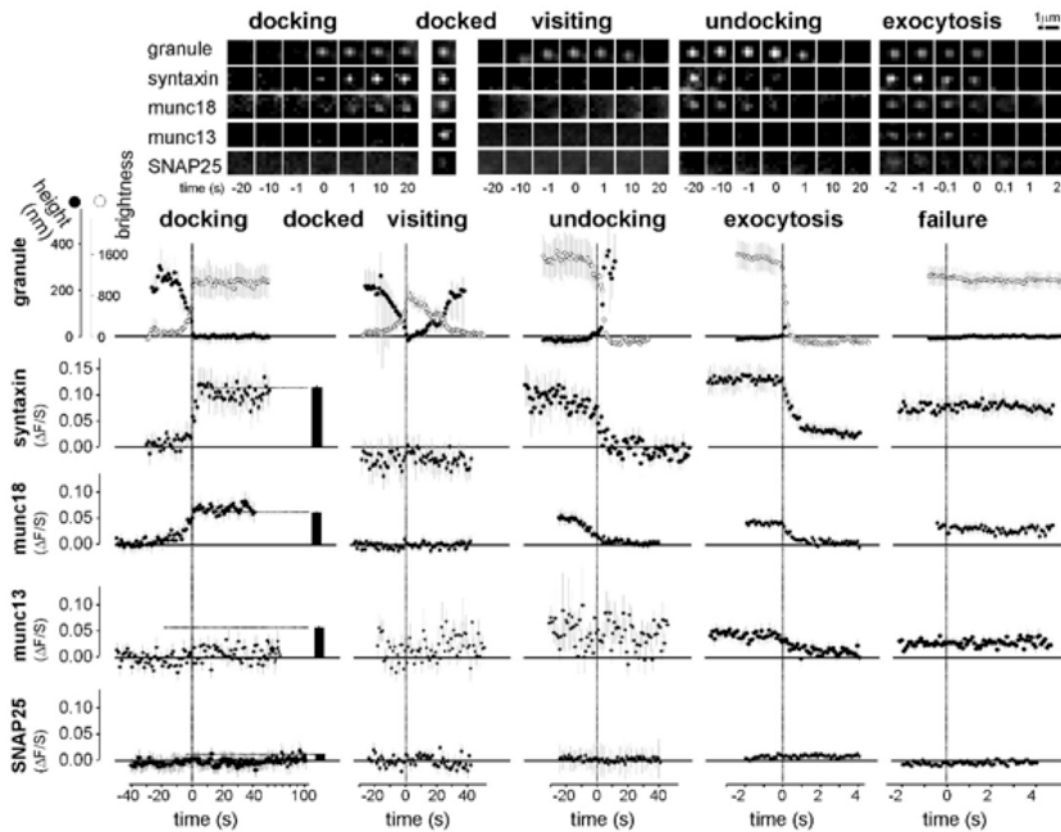 docking docked visiting undocking exocytosis 1μm
granule
syntaxin
munc18
munc13
SNAP25
time (s) -20 -10 -1 0 1 10 20 -20 -10 -1 0 1 10 20 -20 -10 -1 0 1 10 20 -2 -1 -0.1 0 0.1 1 2
height (nm) brightness
docking docked visiting undocking exocytosis failure
granule
400
200
0
1600
800
0
syntaxin (ΔF/S)
0.15
0.10
0.05
0.00
munc18 (ΔF/S)
0.10
0.05
0.00
munc13 (ΔF/S)
0.10
0.05
0.00
SNAP25 (ΔF/S)
0.10
0.05
0.00
-40 -20 0 20 40 100 -40 -20 0 20 40 -40 -20 0 20 40 -2 0 2 4 -2 0 2 4
time (s) time (s) time (s) time (s) time (s)